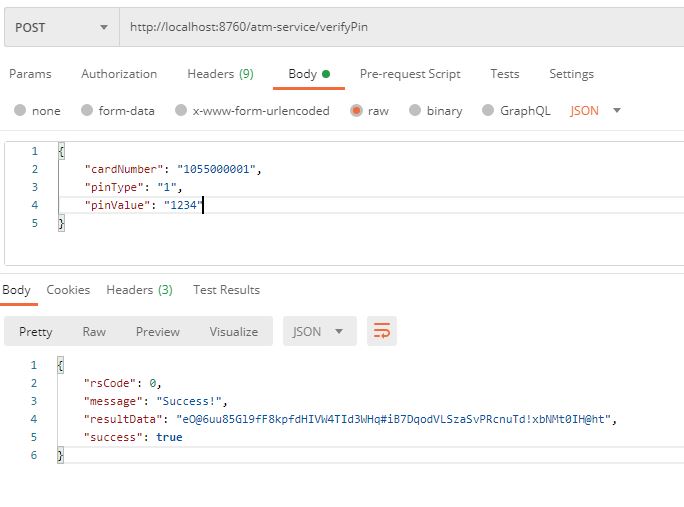 POST http://localhost:8760/atm-service/verifyPin
Params Authorization Headers (9) Body Pre-request Script Tests Settings
none form-data x-www-form-urlencoded raw binary GraphQL JSON
1 {
2 "cardNumber": "1055000001",
3 "pinType": "1",
4 "pinValue": "1234"
5 }
Body Cookies Headers (3) Test Results
Pretty Raw Preview Visualize JSON
1 {
2 "rsCode": 0,
3 "message": "Success!",
4 "resultData": "eO@6uu85Gl9fF8kpfdHIVW4TId3WHq#iB7DqodVLSzaSvPRcnuTd!xbNMt0IH@ht",
5 "success": true
6 }